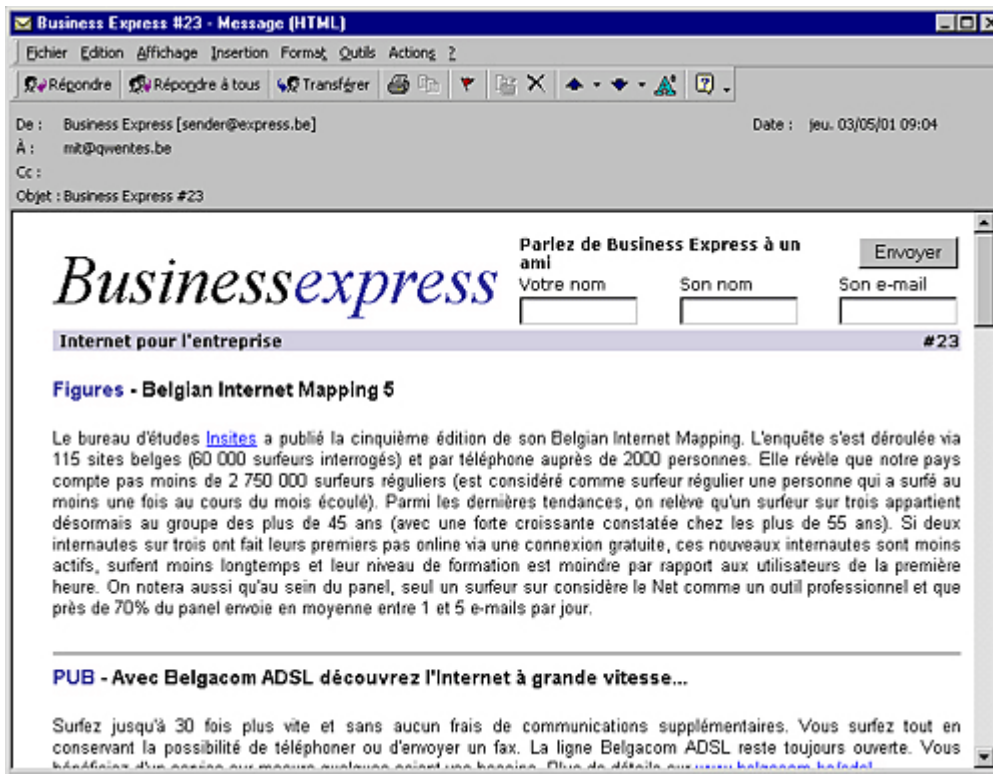 Business Express #23 - Message (HTML)
Fichier Edition Affichage Insertion Format Outils Actions ?
Répondre Répondre à tous Transférer
De : Business Express [sender@express.be] Date : jeu. 03/05/01 09:04
À : mit@qwentes.be
Cc :
Objet : Business Express #23
Businessexpress
Parlez de Business Express à un
ami
Envoyer
Votre nom Son nom Son e-mail
Internet pour l'entreprise #23
Figures - Belgian Internet Mapping 5
Le bureau d'études Insites a publié la cinquième édition de son Belgian Internet Mapping. L'enquête s'est déroulée via
115 sites belges (60 000 surfeurs interrogés) et par téléphone auprès de 2000 personnes. Elle révèle que notre pays
compte pas moins de 2 750 000 surfeurs réguliers (est considéré comme surfeur régulier une personne qui a surfé au
moins une fois au cours du mois écoulé). Parmi les dernières tendances, on relève qu'un surfeur sur trois appartient
désormais au groupe des plus de 45 ans (avec une forte croissante constatée chez les plus de 55 ans). Si deux
internautes sur trois ont fait leurs premiers pas online via une connexion gratuite, ces nouveaux internautes sont moins
actifs, surfent moins longtemps et leur niveau de formation est moindre par rapport aux utilisateurs de la première
heure. On notera aussi qu'au sein du panel, seul un surfeur sur considère le Net comme un outil professionnel et que
près de 70% du panel envoie en moyenne entre 1 et 5 e-mails par jour.
PUB - Avec Belgacom ADSL découvrez l'Internet à grande vitesse...
Surfez jusqu'à 30 fois plus vite et sans aucun frais de communications supplémentaires. Vous surfez tout en
conservant la possibilité de téléphoner ou d'envoyer un fax. La ligne Belgacom ADSL reste toujours ouverte. Vous